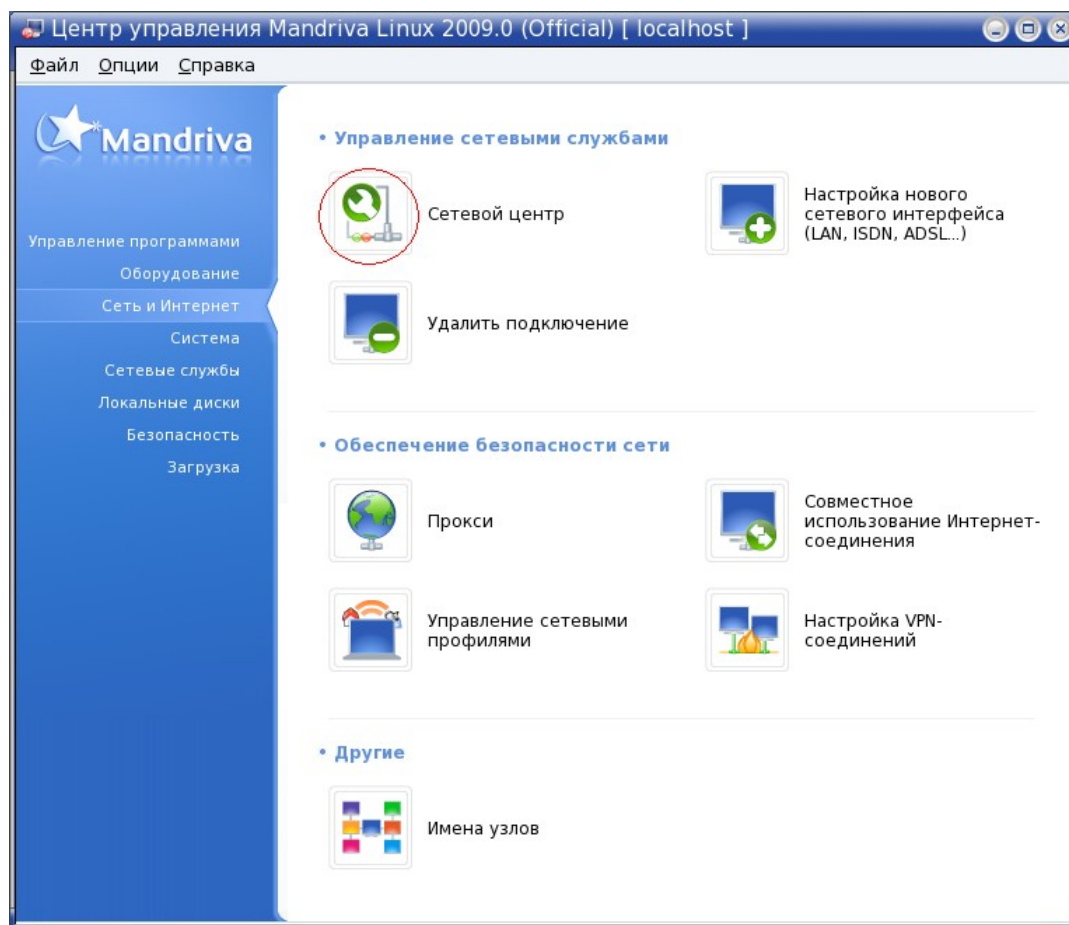 Центр управления Mandriva Linux 2009.0 (Official) [ localhost ]
Файл Опции Справка
Mandriva
Управление программами
Оборудование
Сеть и Интернет
Система
Сетевые службы
Локальные диски
Безопасность
Загрузка
• Управление сетевыми службами
Сетевой центр
Настройка нового
сетевого интерфейса
(LAN, ISDN, ADSL...)
Удалить подключение
• Обеспечение безопасности сети
Прокси
Совместное
использование Интернет-
соединения
Управление сетевыми
профилями
Настройка VPN-
соединений
• Другие
Имена узлов